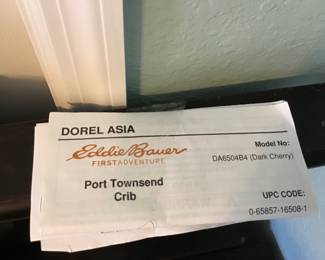 DOREL ASIA
Eddie Bauer
FIRST ADVENTURE
Model No:
DA6504B4 (Dark Cherry)
Port Townsend
Crib
UPC CODE:
0-65857-16508-1